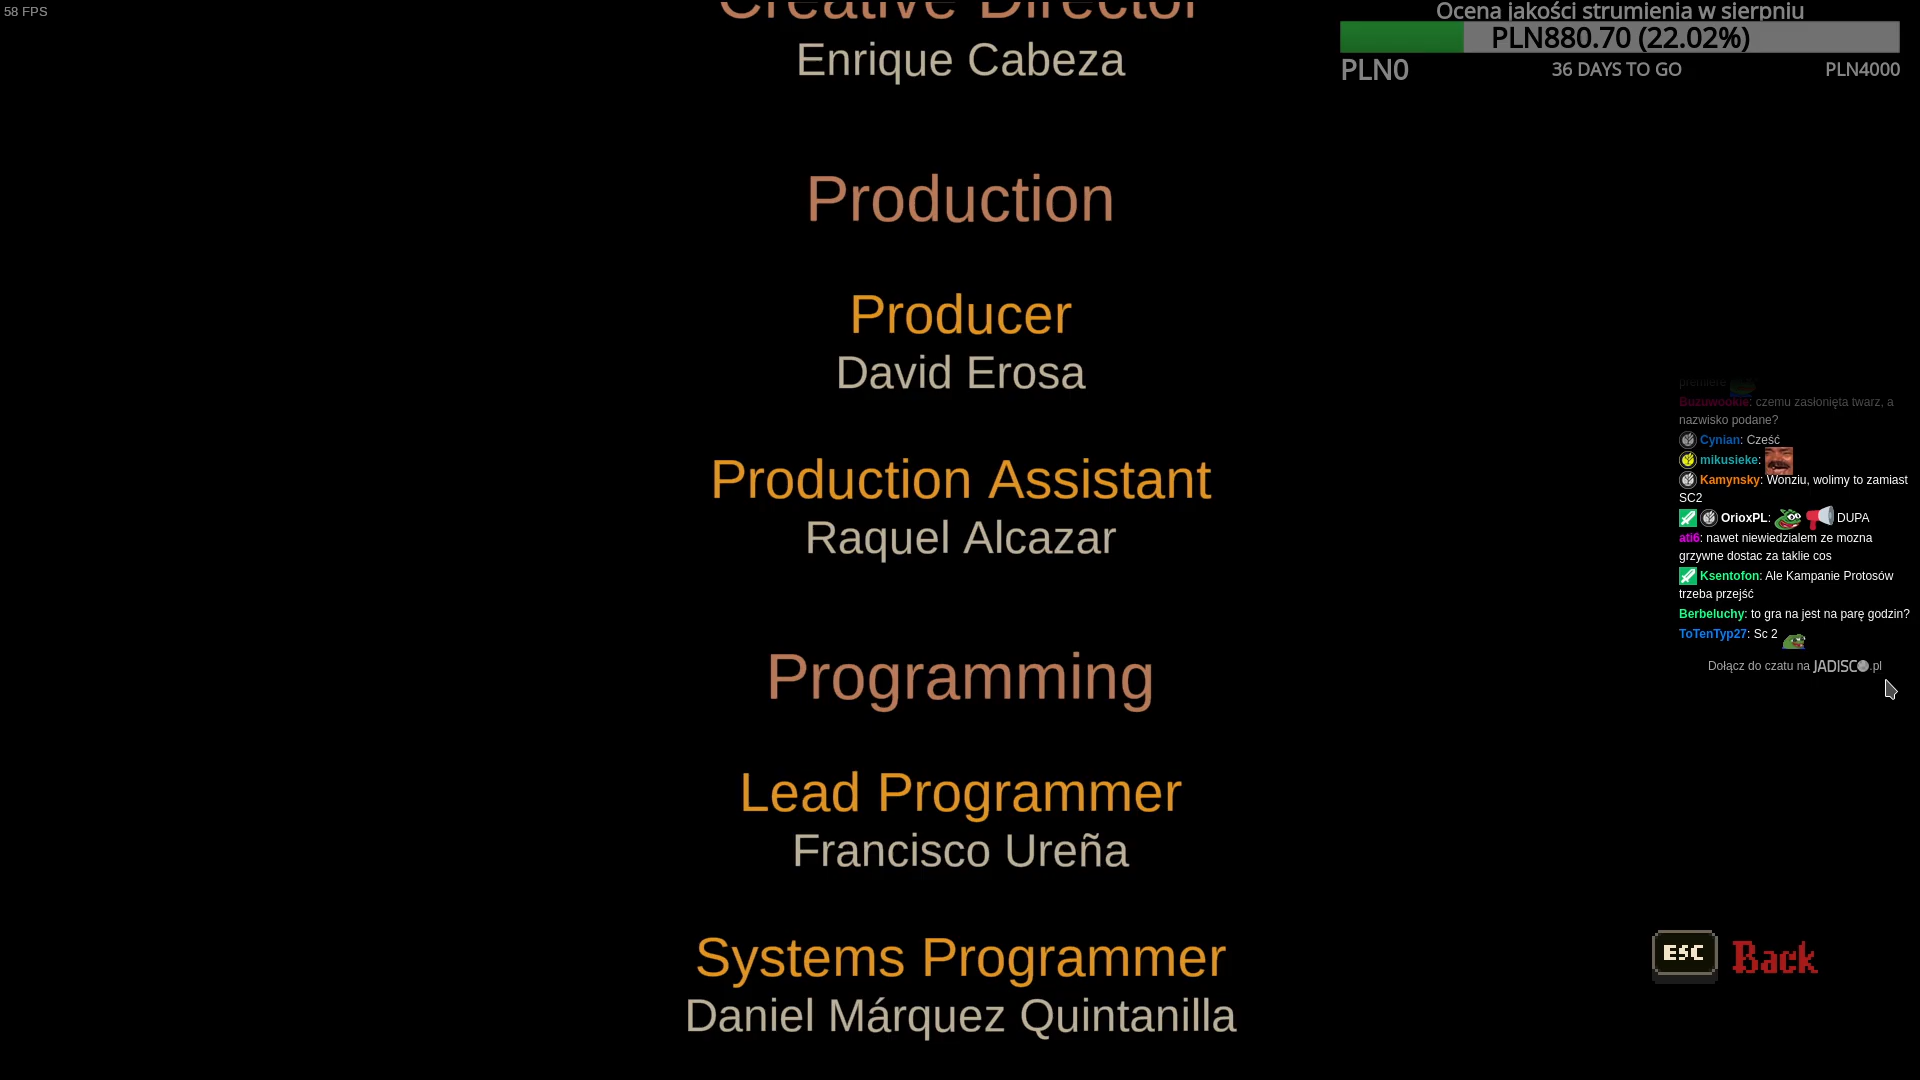 58 FPS
Creative Director
Enrique Cabeza
Production
Producer
David Erosa
Production Assistant
Raquel Alcazar
Programming
Lead Programmer
Francisco Ureña
Systems Programmer
Daniel Márquez Quintanilla
Ocena jakości strumienia w sierpniu
PLN880.70 (22.02%)
PLN0 36 DAYS TO GO PLN4000
premiere
Bozuwookie: czemu zasłonięta twarz, a
nazwisko podane?
Cynian: Cześć
mikusieke:
Kamynsky: Wonziu, wolimy to zamiast
SC2
OrioxPL: DUPA
ati6: nawet niewiedzialem ze mozna
grzywne dostac za taklie cos
Ksentofon: Ale Kampanie Protosów
trzeba przejść
Berbeluchy: to gra na jest na parę godzin?
ToTenTyp27: Sc 2
Dołącz do czatu na JADISCO.pl
ESC Back